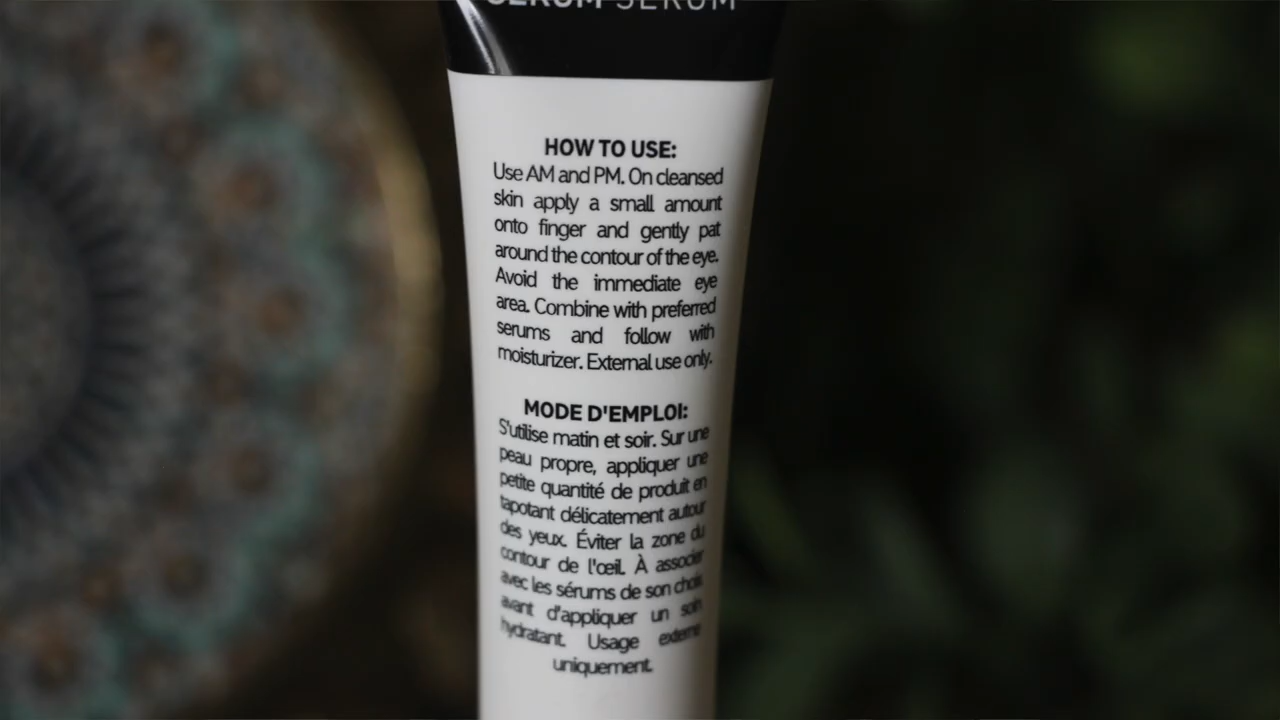 SERUM SERUM
HOW TO USE:
Use AM and PM. On cleansed
skin apply a small amount
onto finger and gently pat
around the contour of the eye.
Avoid the immediate eye
area. Combine with preferred
serums and follow with
moisturizer. External use only.
MODE D'EMPLOI:
S'utilise matin et soir. Sur une
peau propre, appliquer une
petite quantité de produit en
tapotant délicatement autour
des yeux. Éviter la zone du
contour de l'œil. À associer
avec les sérums de son choix
avant d'appliquer un soin
hydratant. Usage externe
uniquement.